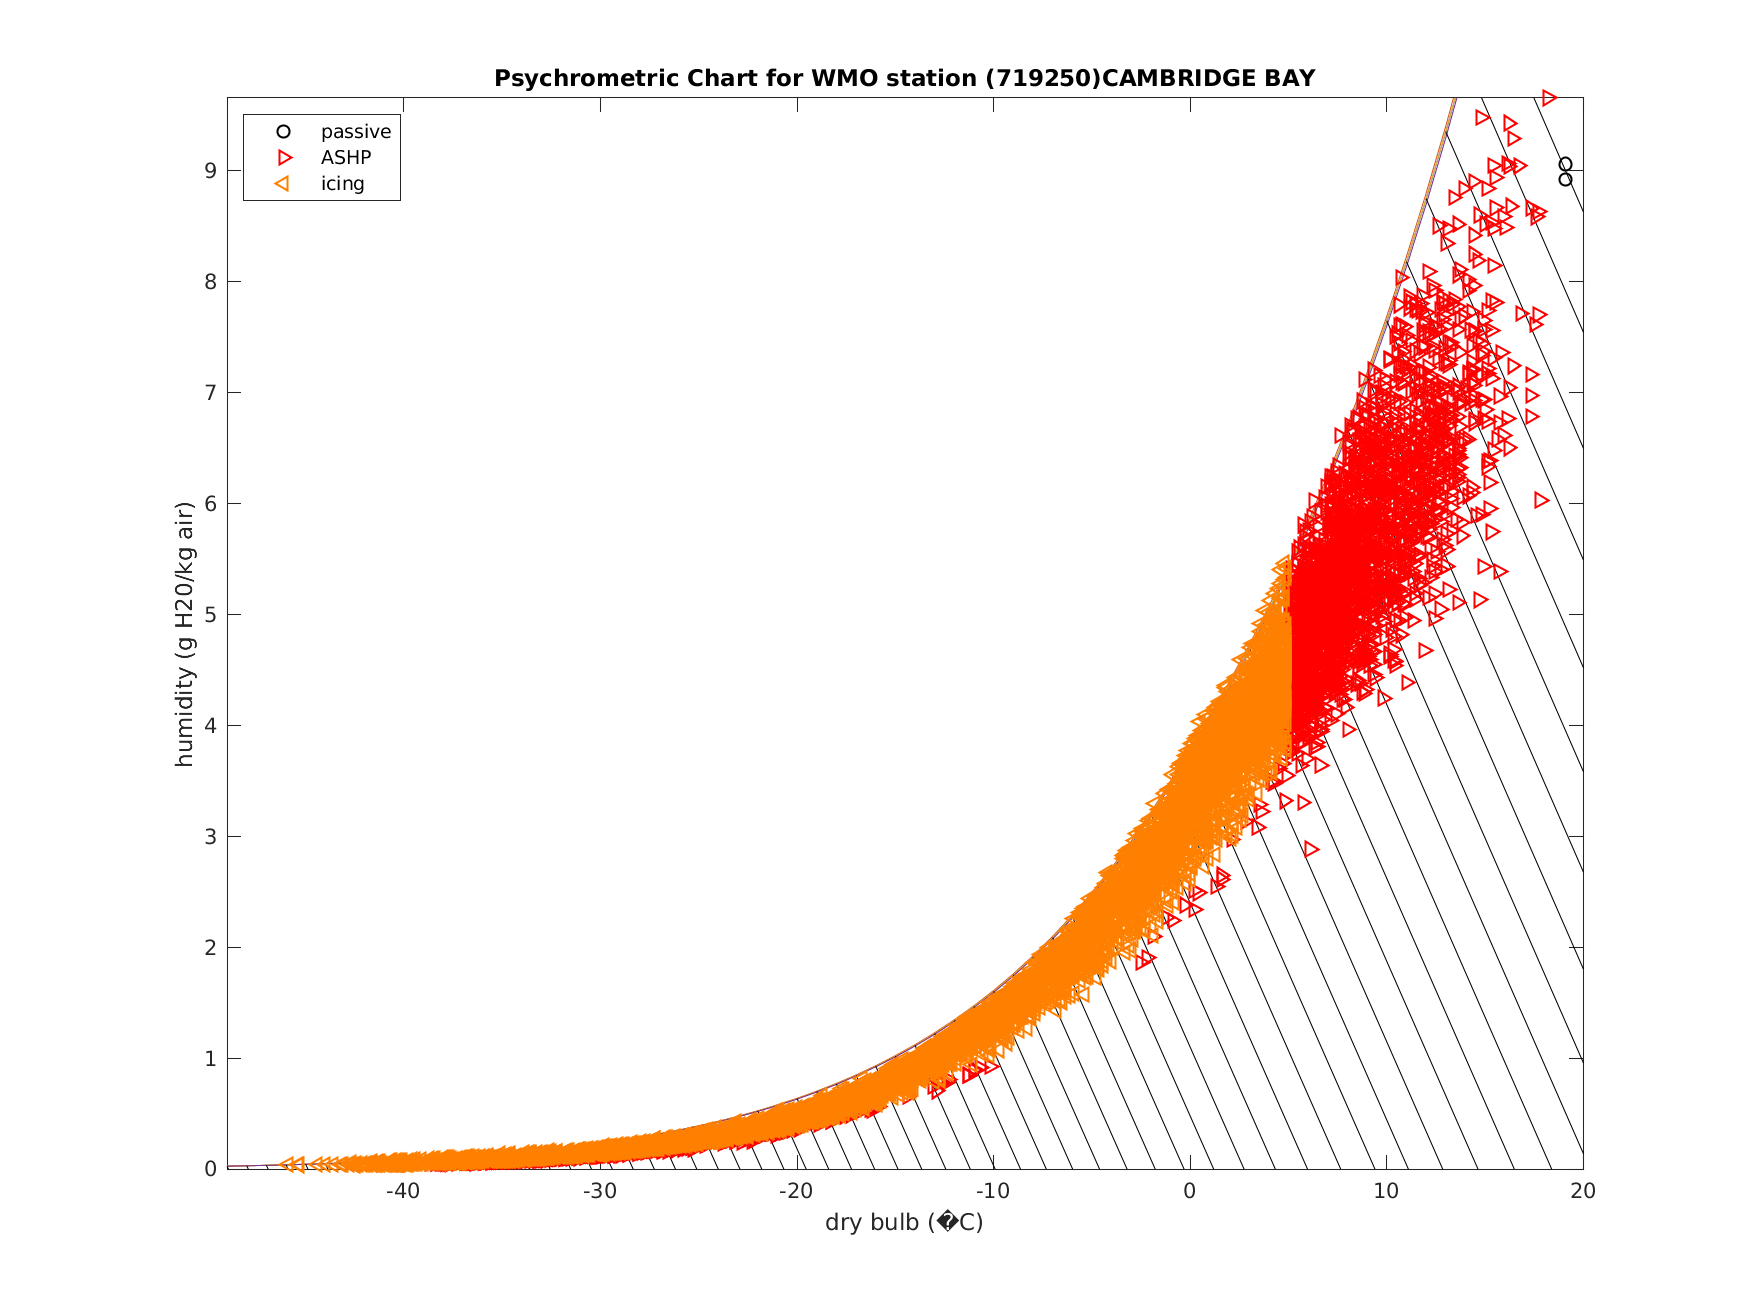 Psychrometric Chart for WMO station (719250)CAMBRIDGE BAY
passive
ASHP
icing
humidity (g H20/kg air)
9
8
7
6
5
4
3
2
1
0
-40 -30 -20 -10 0 10 20
dry bulb (�C)